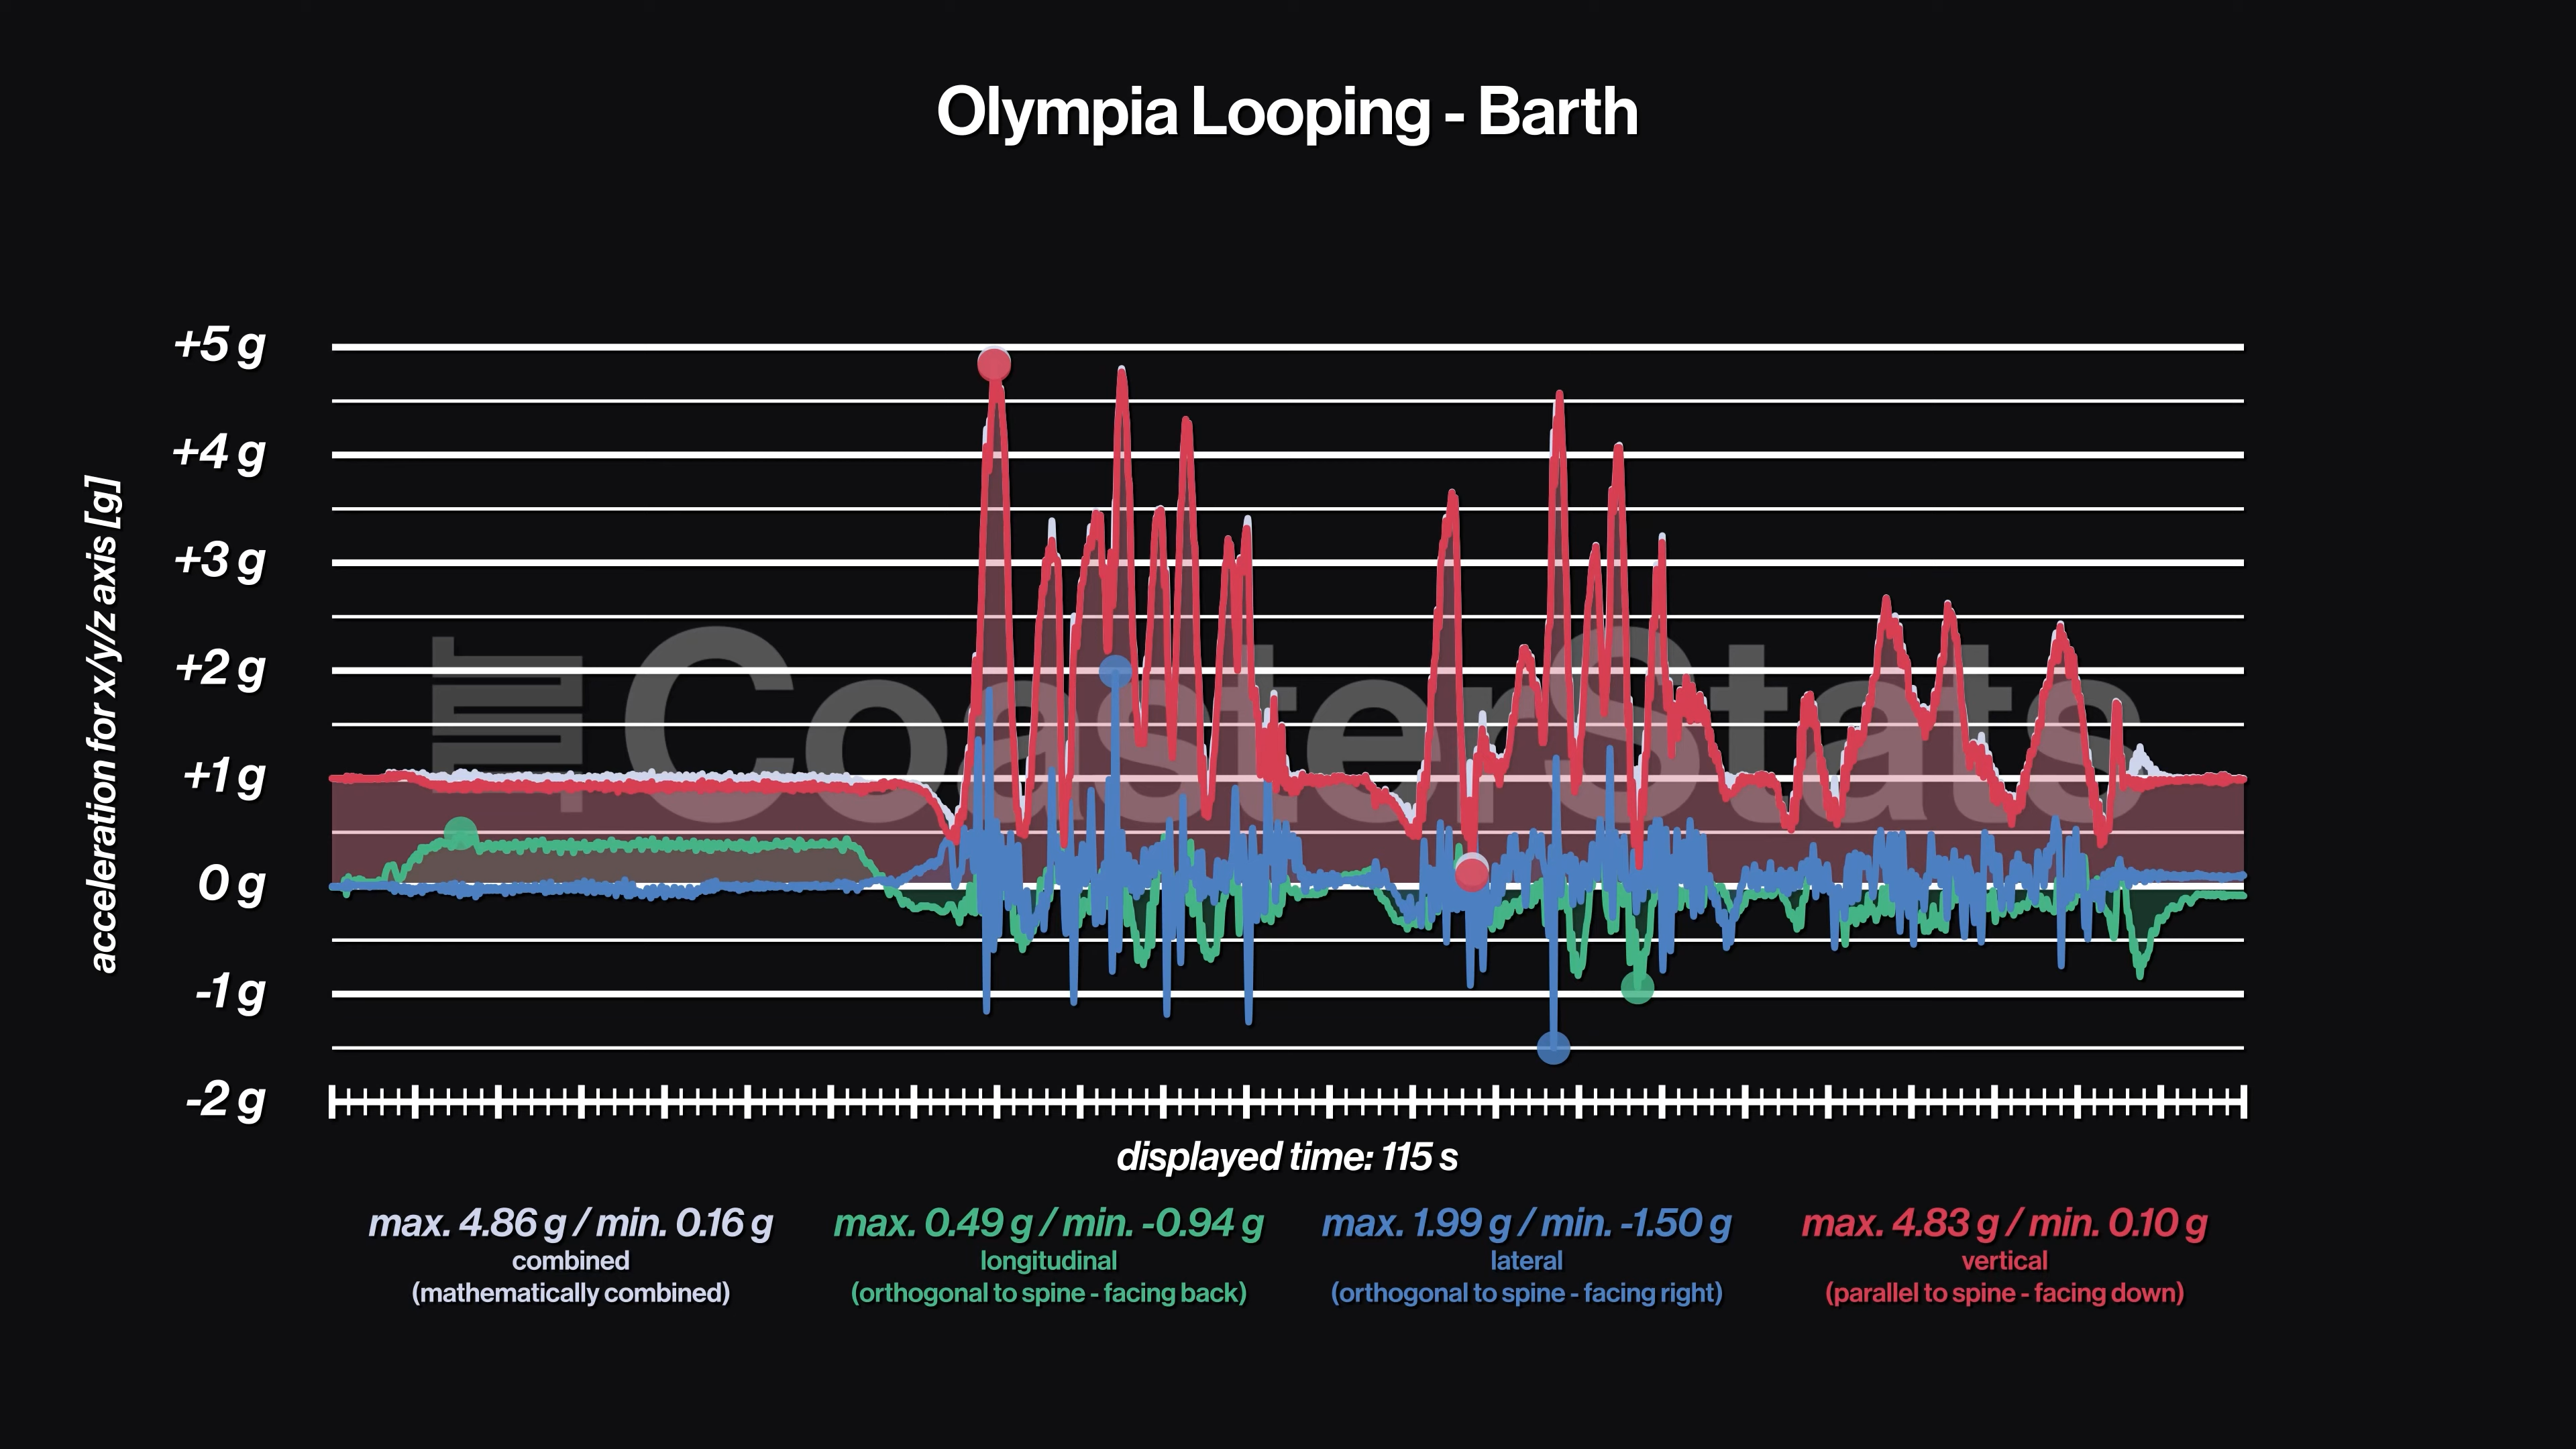 Olympia Looping - Barth
+5 g
+4 g
+3 g
+2 g
+1 g
0 g
-1 g
-2 g
acceleration for x/y/z axis [g]
CoasterStats
displayed time: 115 s
max. 4.86 g / min. 0.16 g
combined
(mathematically combined)
max. 0.49 g / min. -0.94 g
longitudinal
(orthogonal to spine - facing back)
max. 1.99 g / min. -1.50 g
lateral
(orthogonal to spine - facing right)
max. 4.83 g / min. 0.10 g
vertical
(parallel to spine - facing down)